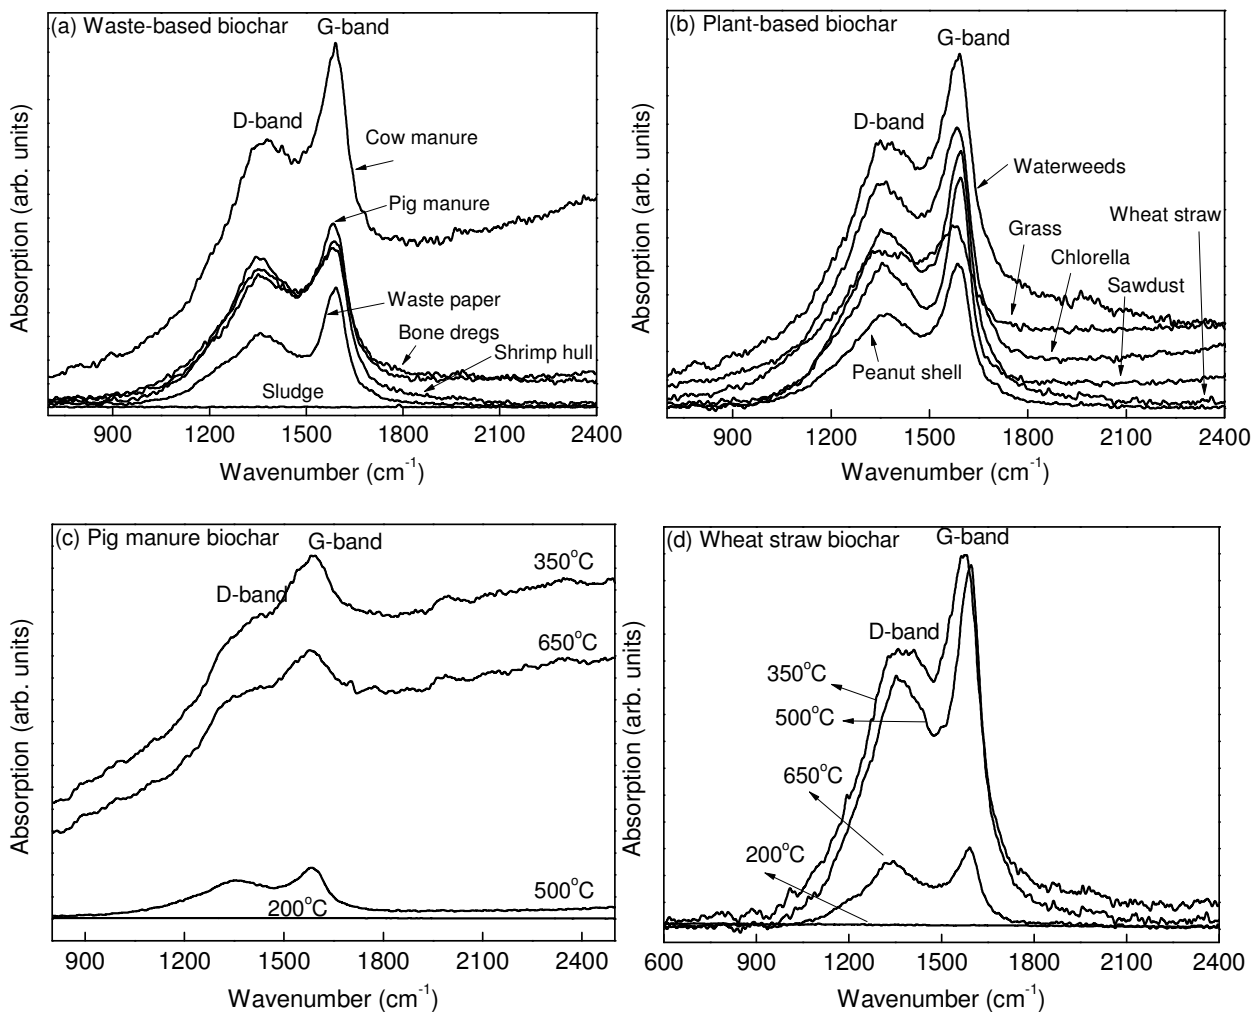 (a) Waste-based biochar
G-band
D-band
Cow manure
Pig manure
Waste paper
Bone dregs
Shrimp hull
Sludge
Absorption (arb. units)
900 1200 1500 1800 2100 2400
Wavenumber (cm⁻¹)
(b) Plant-based biochar
G-band
D-band
Waterweeds
Wheat straw
Grass
Chlorella
Sawdust
Peanut shell
Absorption (arb. units)
900 1200 1500 1800 2100 2400
Wavenumber (cm⁻¹)
(c) Pig manure biochar
G-band
350°C
D-band
650°C
500°C
200°C
Absorption (arb. units)
900 1200 1500 1800 2100 2400
Wavenumber (cm⁻¹)
(d) Wheat straw biochar
G-band
D-band
350°C
500°C
650°C
200°C
Absorption (arb. units)
600 900 1200 1500 1800 2100 2400
Wavenumber (cm⁻¹)